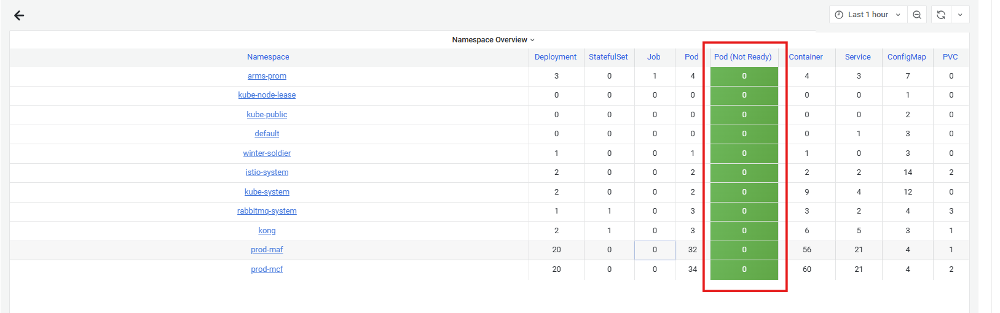 Last 1 hour
Namespace Overview
Namespace Deployment StatefulSet Job Pod Pod (Not Ready) Container Service ConfigMap PVC
arms-prom 3 0 1 4 0 4 3 7 0
kube-node-lease 0 0 0 0 0 0 0 1 0
kube-public 0 0 0 0 0 0 0 2 0
default 0 0 0 0 0 0 1 3 0
winter-soldier 1 0 0 1 0 1 0 3 0
istio-system 2 0 0 2 0 2 2 14 2
kube-system 2 0 0 2 0 9 4 12 0
rabbitmq-system 1 1 0 3 0 3 2 4 3
kong 2 1 0 3 0 6 5 3 1
prod-maf 20 0 0 32 0 56 21 4 1
prod-mcf 20 0 0 34 0 60 21 4 2